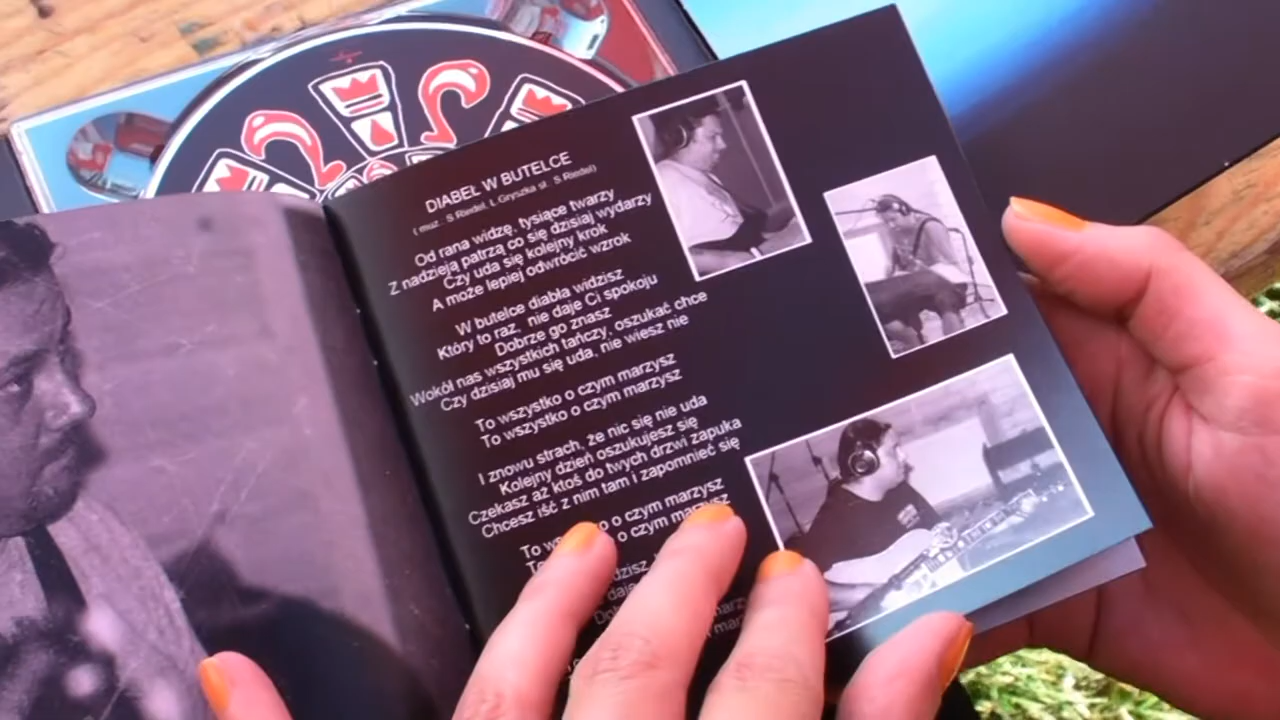 DIABEŁ W BUTELCE
( muz. S.Riedel, L.Gryszka sł. S.Riedel)
Od rana widzę, tysiące twarzy
Z nadzieją patrzą co się dzisiaj wydarzy
Czy uda się kolejny krok
A może lepiej odwrócić wzrok
W butelce diabła widzisz
Który to raz, nie daje Ci spokoju
Dobrze go znasz
Wokół nas wszystkich tańczy, oszukać chce
Czy dzisiaj mu się uda, nie wiesz nie
To wszystko o czym marzysz
To wszystko o czym marzysz
I znowu strach, że nic się nie uda
Kolejny dzień oszukujesz się
Czekasz aż ktoś do twych drzwi zapuka
Chcesz iść z nim tam i zapomnieć się
To o czym marzysz
o czym marzysz